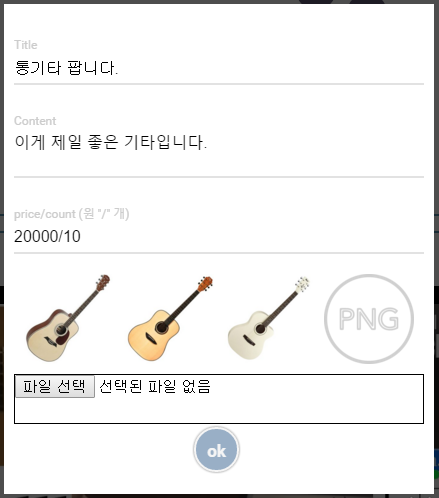 Title
통기타 팝니다.
Content
이게 제일 좋은 기타입니다.
price/count (원 "/" 개)
20000/10
PNG
파일 선택 선택된 파일 없음
ok